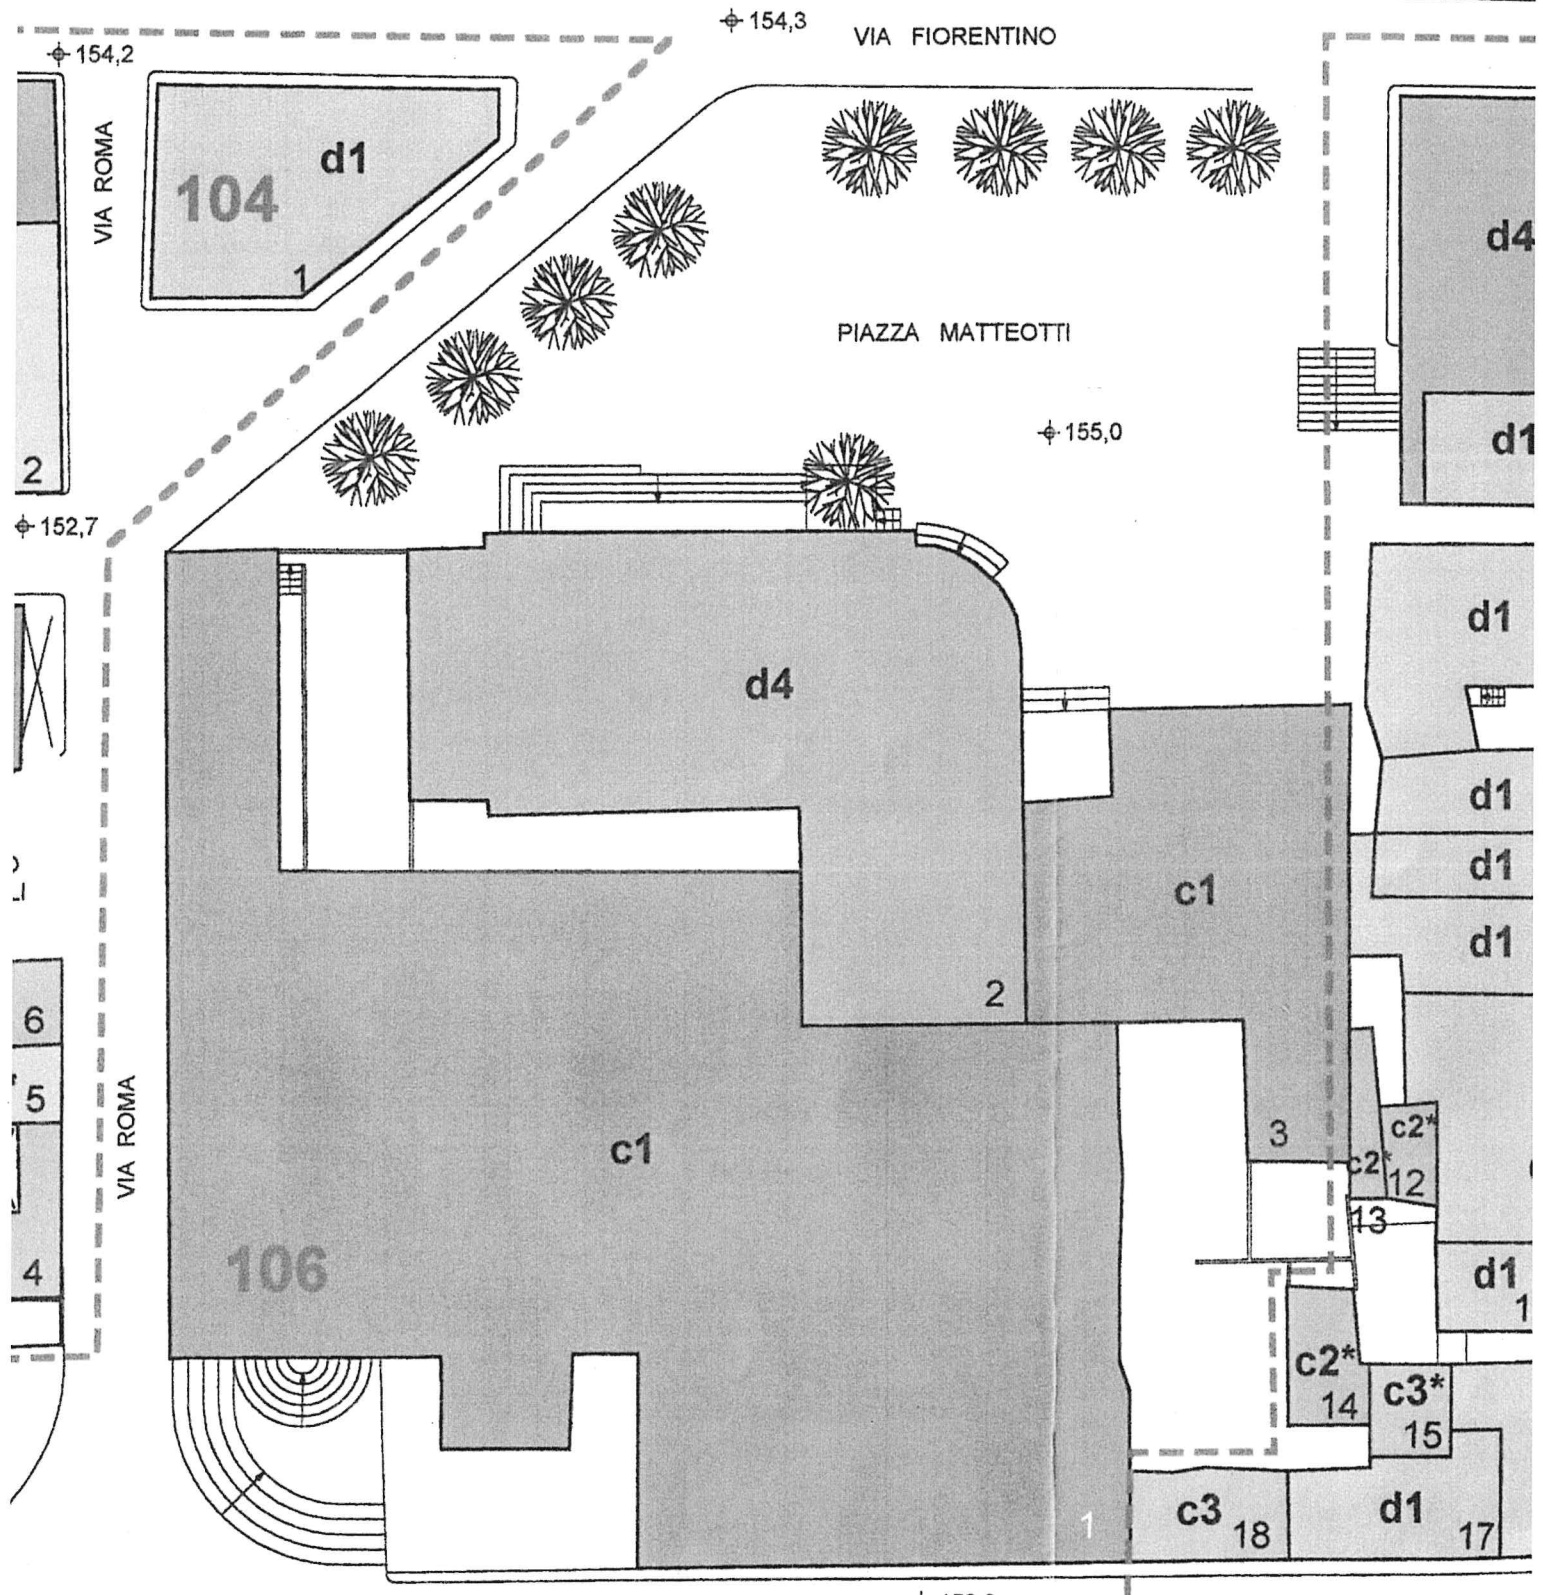 154,3
VIA FIORENTINO
154,2
VIA ROMA
d1
104
1
d4
PIAZZA MATTEOTTI
155,0
d1
2
152,7
d1
d4
d1
c1
d1
d1
2
6
5
VIA ROMA
c1
3
c2*
c2*
12
13
106
4
d1
1
c2*
14
c3*
15
1
c3
18
d1
17